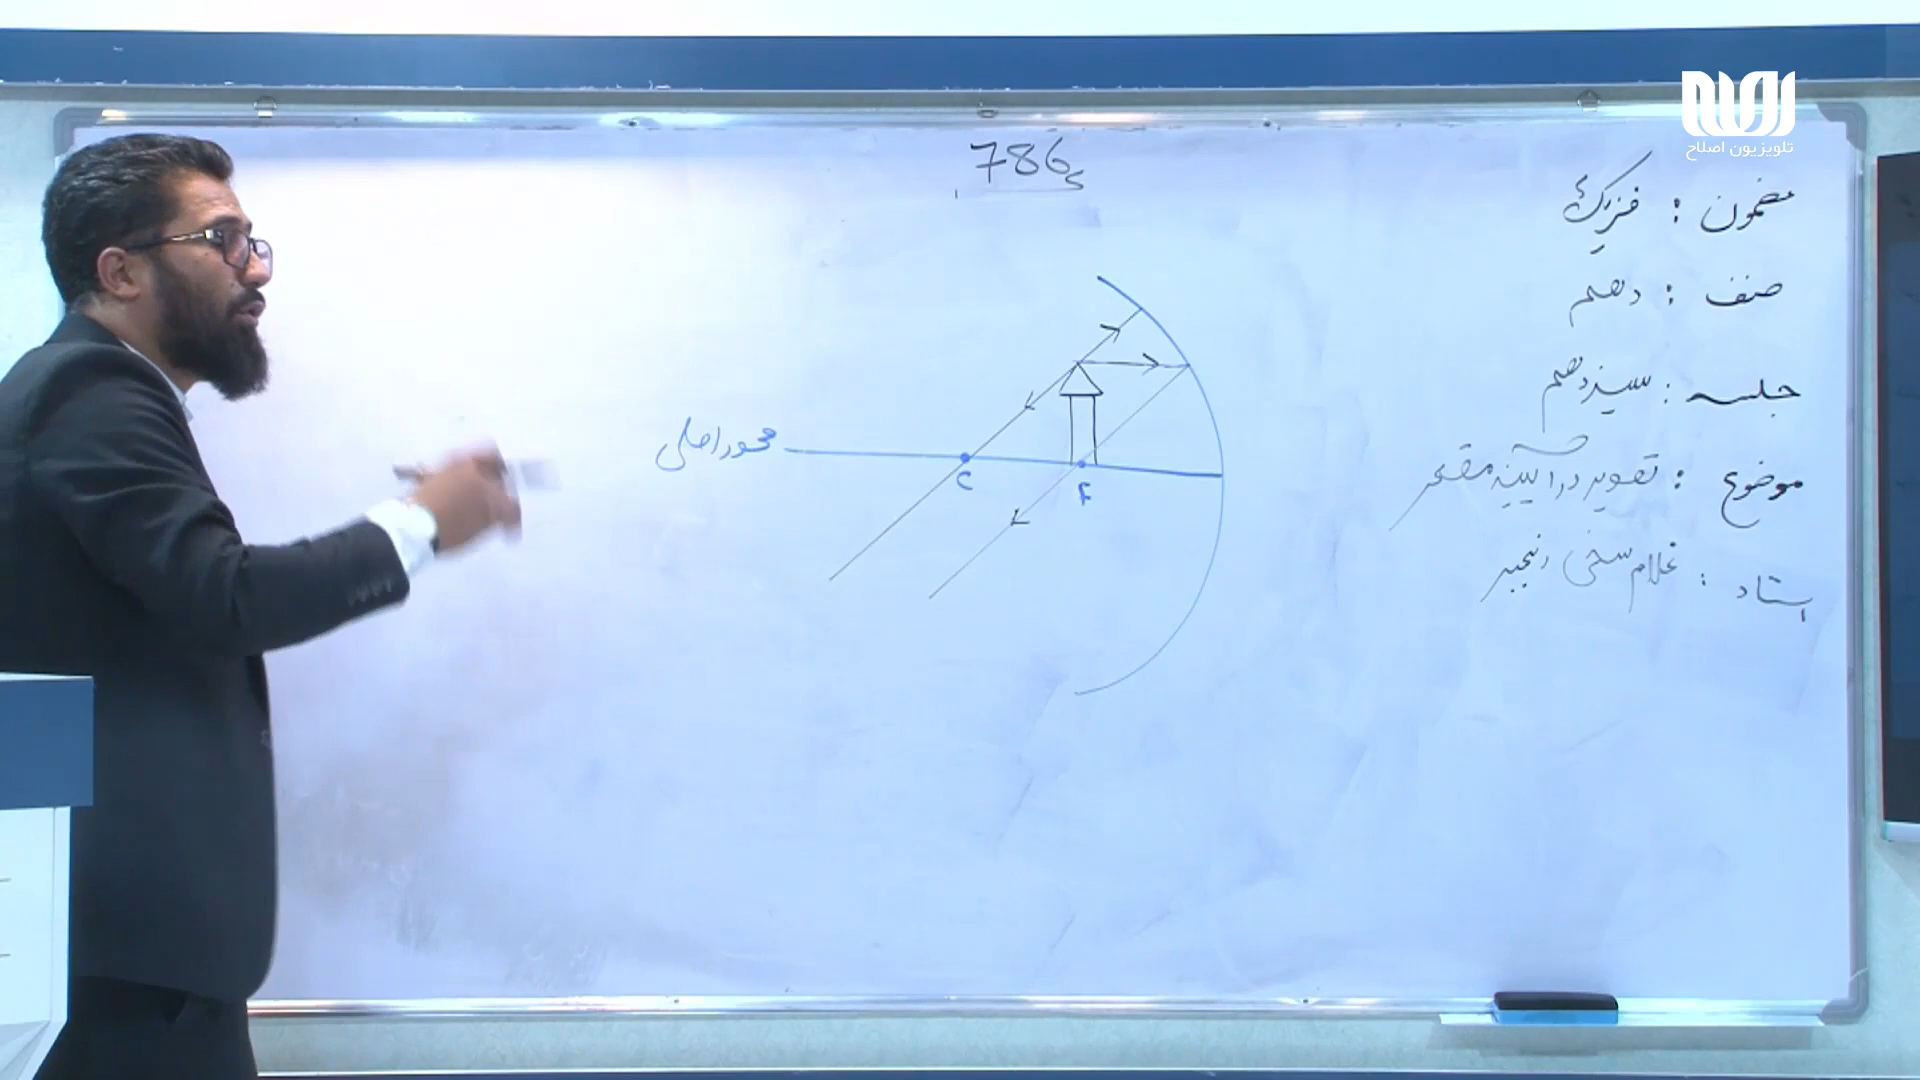 تلویزیون اصلاح
786
مضمون : فزیک
صنف : دهم
جلسه : سیزدهم
موضوع : تصویر در آیینه مقعر
استاد : غلام سخی رنجبر
محور اصلی
C
F